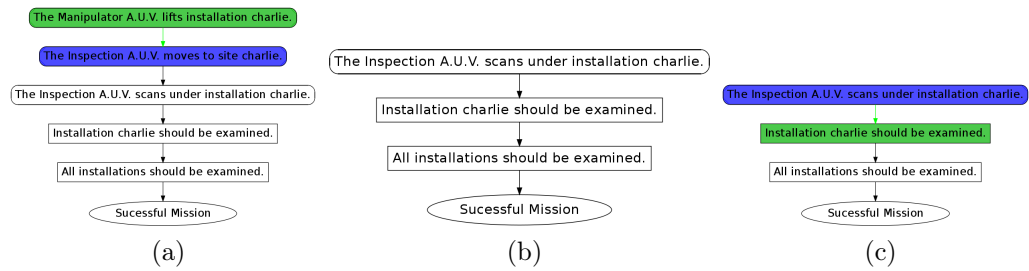 The Manipulator A.U.V. lifts installation charlie.
The Inspection A.U.V. moves to site charlie.
The Inspection A.U.V. scans under installation charlie.
Installation charlie should be examined.
All installations should be examined.
Sucessful Mission
(a)
The Inspection A.U.V. scans under installation charlie.
Installation charlie should be examined.
All installations should be examined.
Sucessful Mission
(b)
The Inspection A.U.V. scans under installation charlie.
Installation charlie should be examined.
All installations should be examined.
Sucessful Mission
(c)